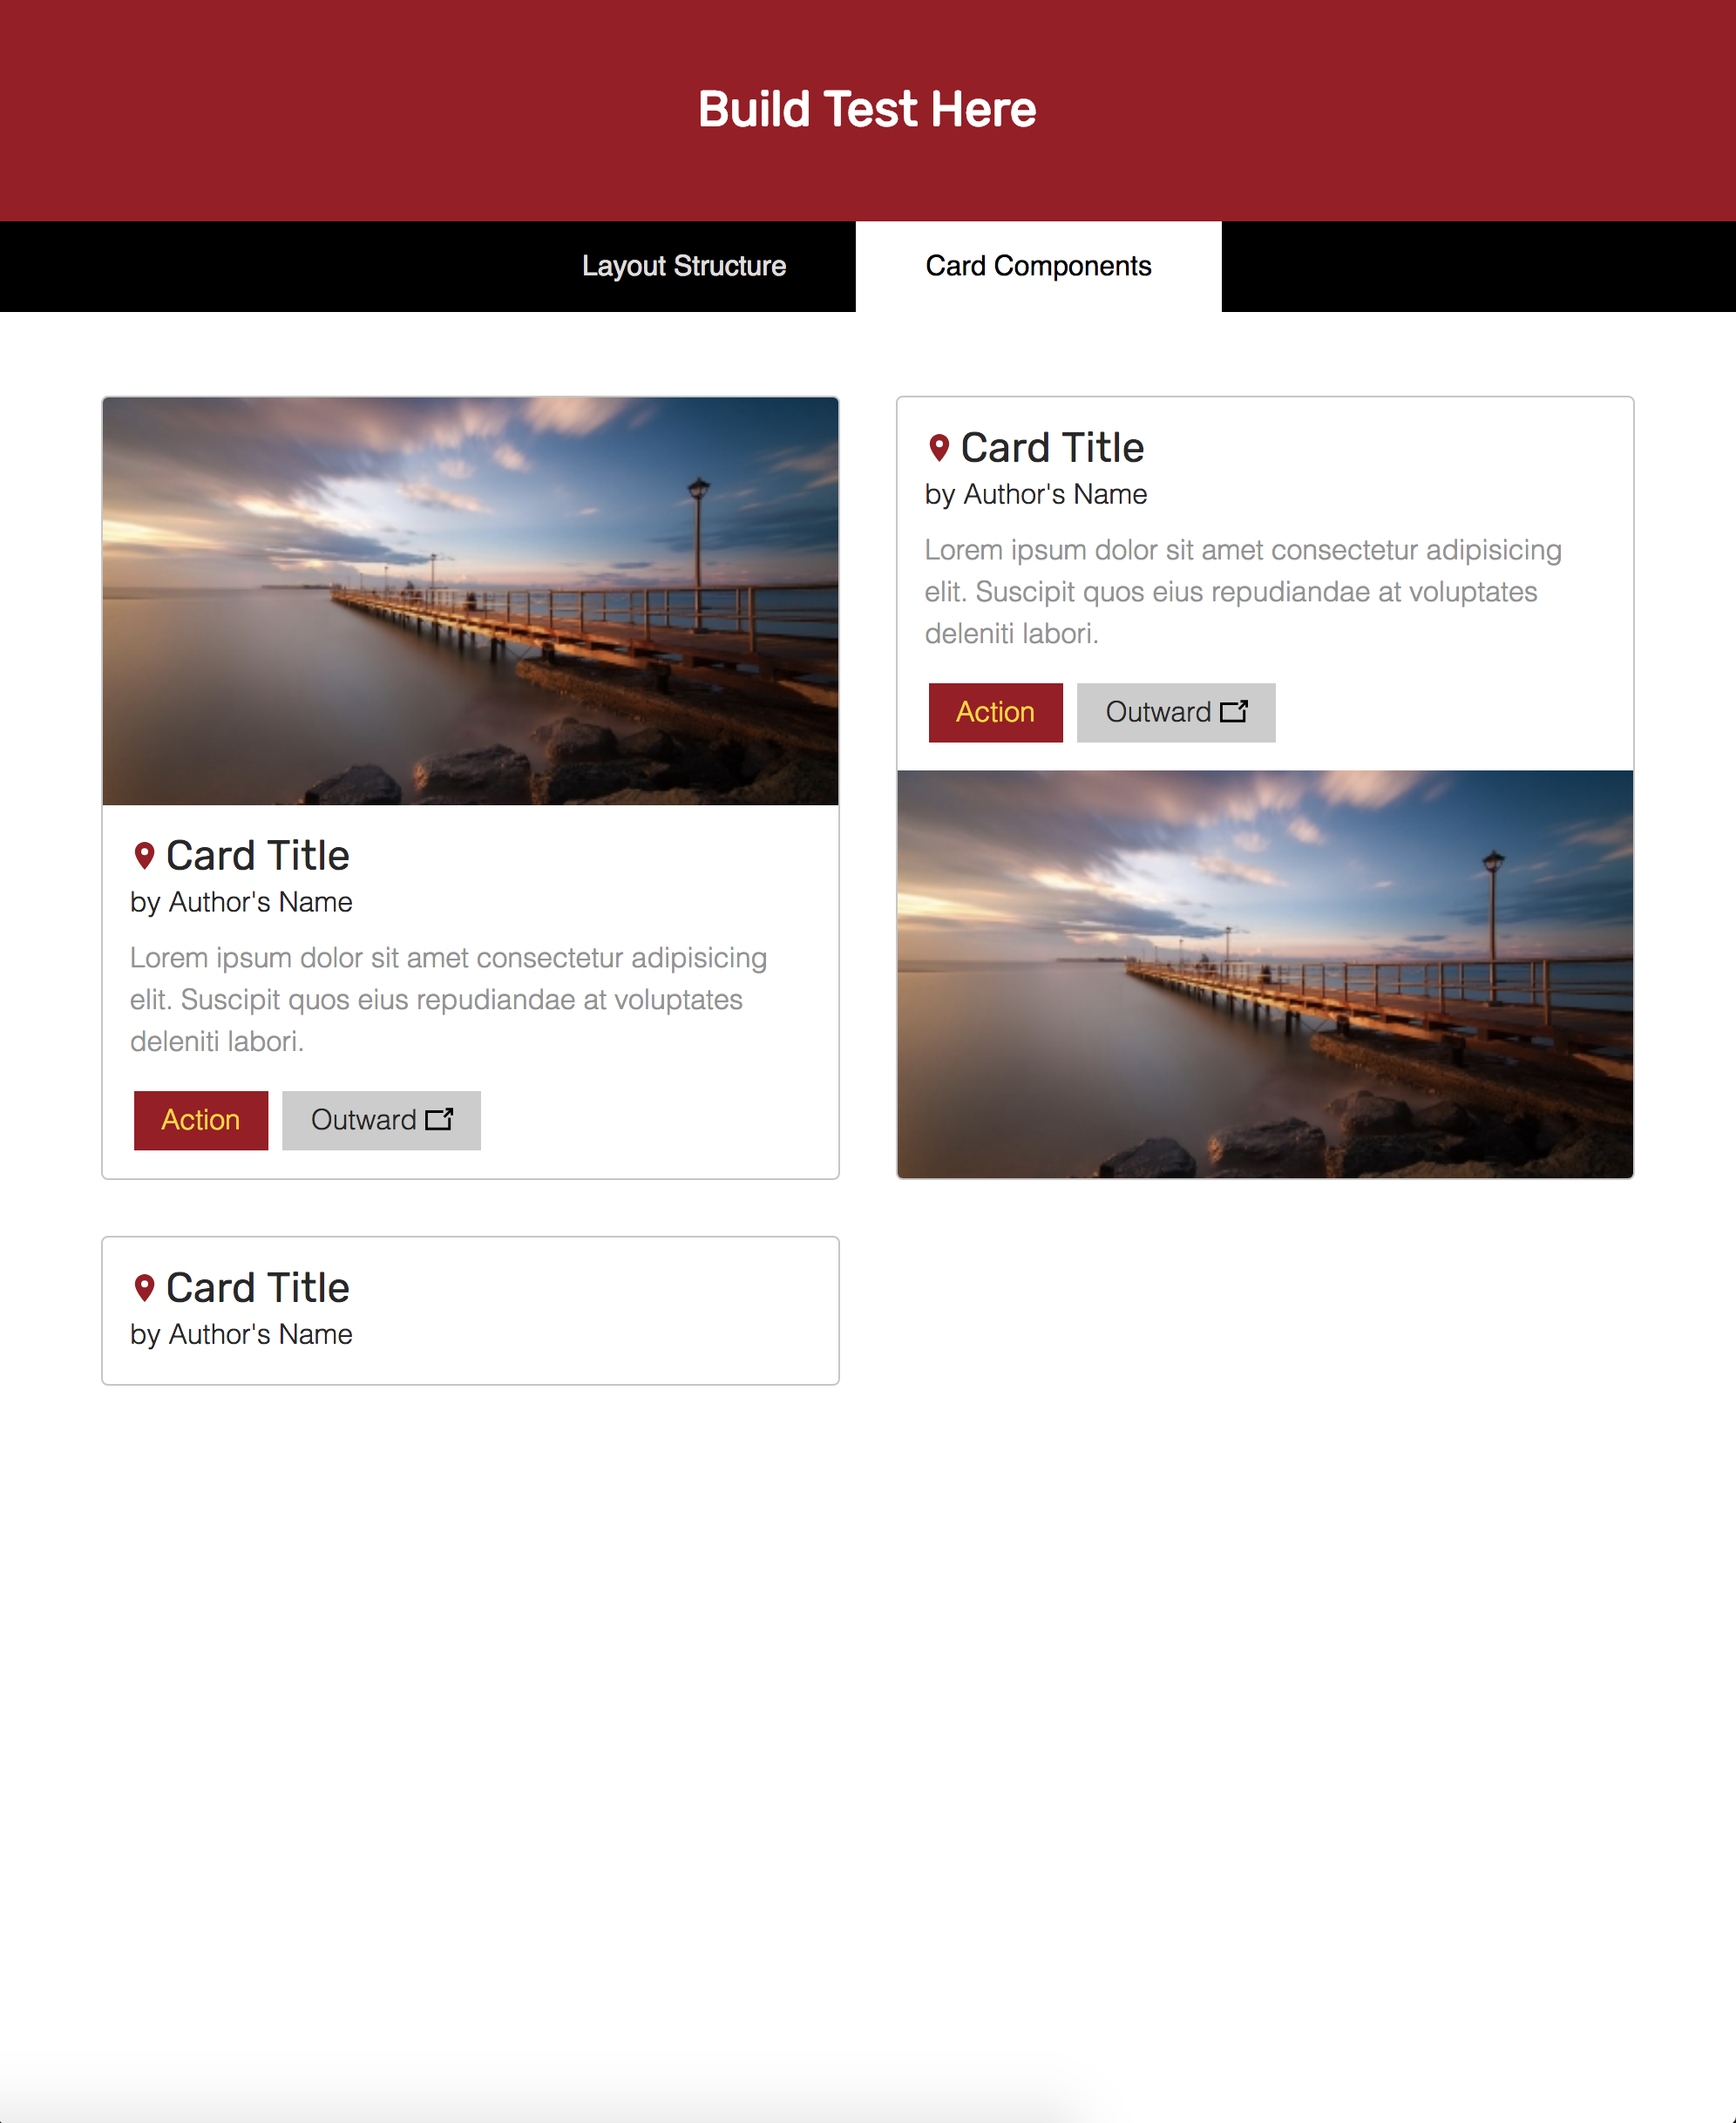 Build Test Here
Layout Structure
Card Components
Card Title
by Author's Name
Lorem ipsum dolor sit amet consectetur adipisicing
elit. Suscipit quos eius repudiandae at voluptates
deleniti labori.
Action
Outward
Card Title
by Author's Name
Lorem ipsum dolor sit amet consectetur adipisicing
elit. Suscipit quos eius repudiandae at voluptates
deleniti labori.
Action
Outward
Card Title
by Author's Name